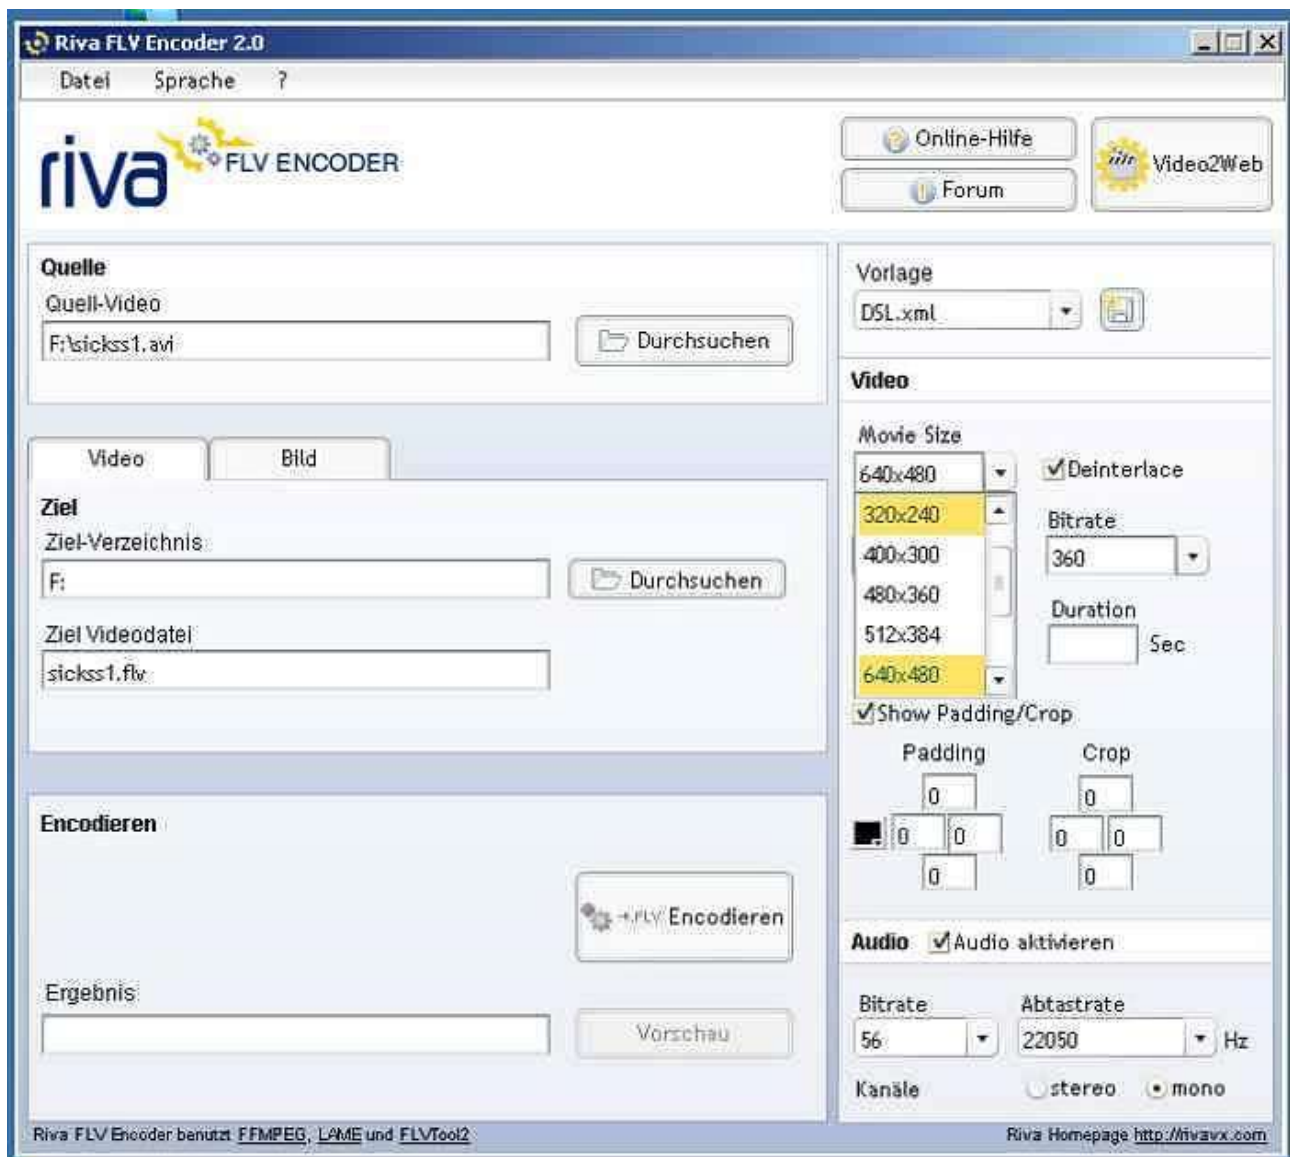 Riva FLV Encoder 2.0
Datei Sprache ?
riva FLV ENCODER
Online-Hilfe
Forum
Video2Web
Quelle
Quell-Video
F:\sickss1.avi
Durchsuchen
Video Bild
Ziel
Ziel-Verzeichnis
F:
Durchsuchen
Ziel Videodatei
sickss1.flv
Encodieren
→.FLV Encodieren
Ergebnis
Vorschau
Vorlage
DSL.xml
Video
Movie Size
640x480
Deinterlace
320x240
400x300
480x360
512x384
640x480
Bitrate
360
Duration
Sec
Show Padding/Crop
Padding Crop
0 0
0 0 0 0
0 0
Audio Audio aktivieren
Bitrate Abtastrate
56 22050 Hz
Kanäle stereo mono
Riva FLV Encoder benutzt FFMPEG, LAME und FLVTool2
Riva Homepage http://rivavx.com